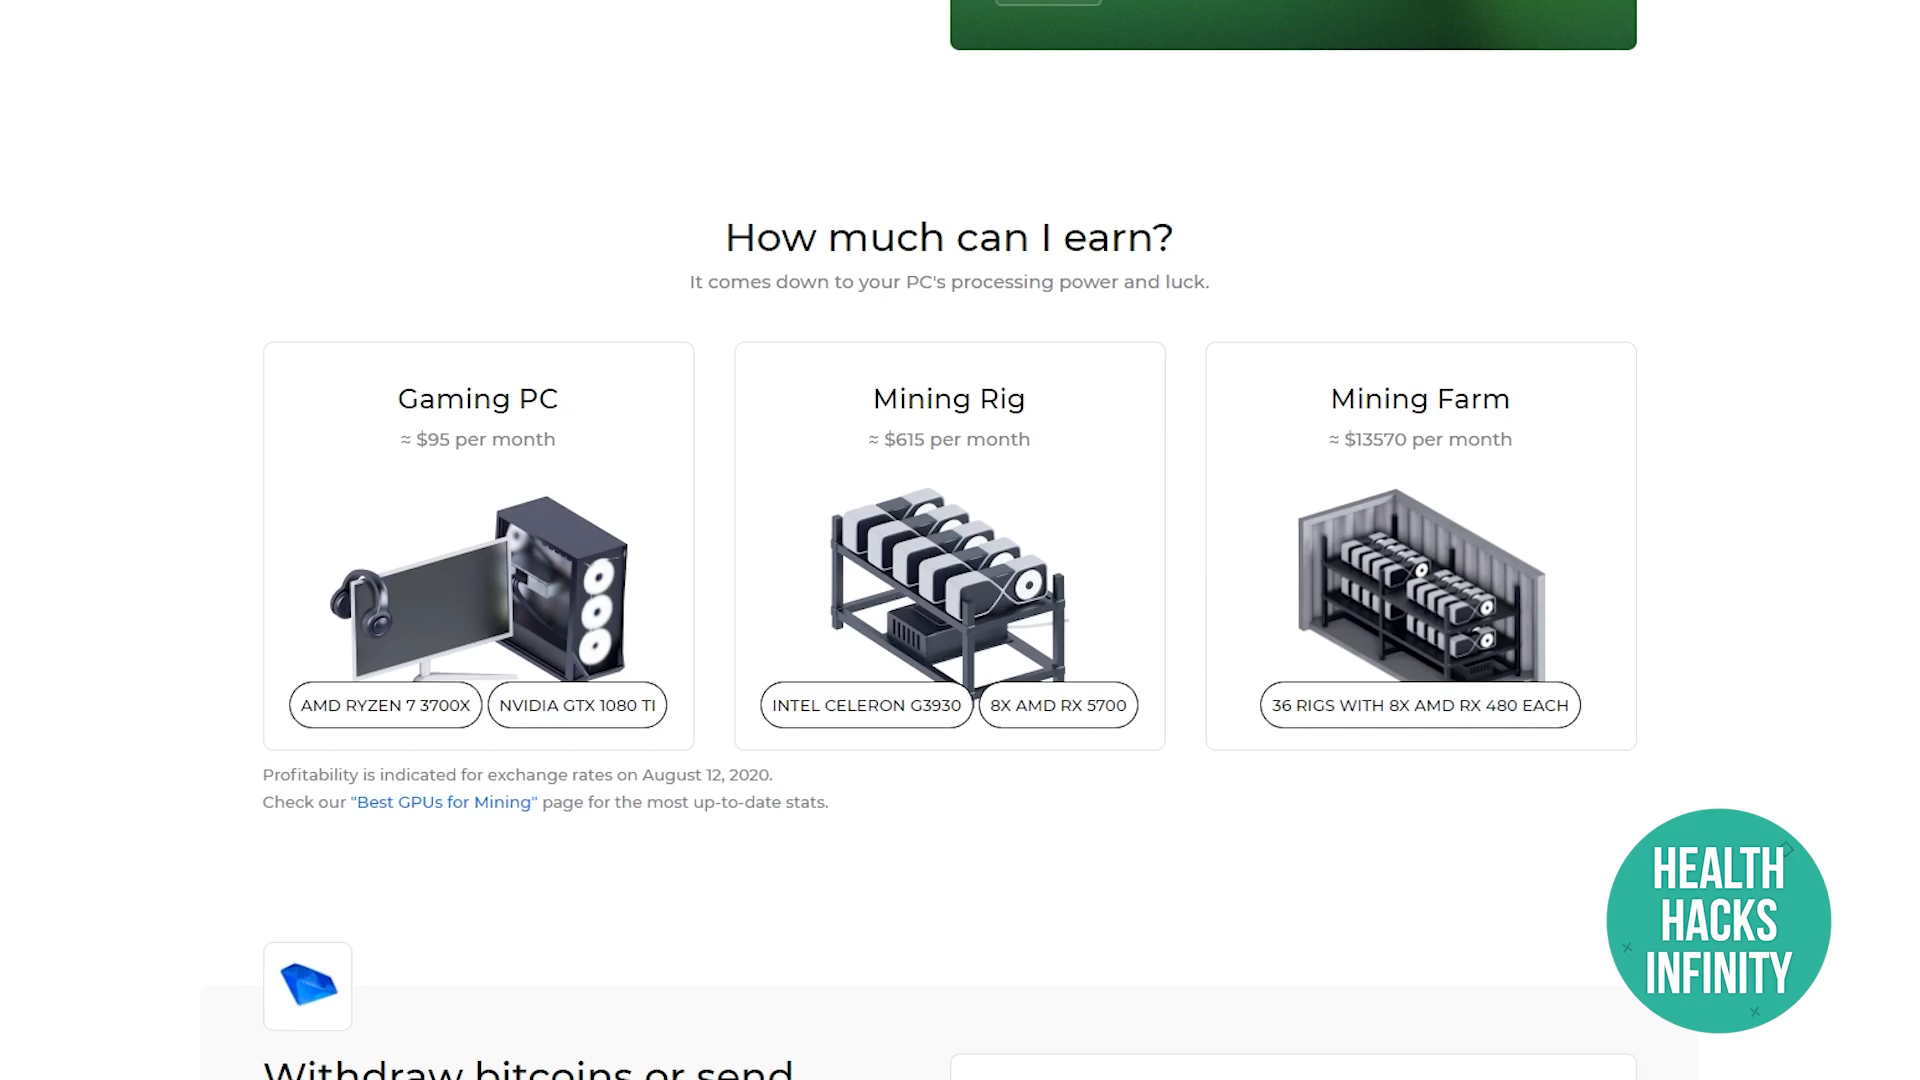 How much can I earn?
It comes down to your PC's processing power and luck.
Gaming PC
≈ $95 per month
AMD RYZEN 7 3700X
NVIDIA GTX 1080 TI
Mining Rig
≈ $615 per month
INTEL CELERON G3930
8X AMD RX 5700
Mining Farm
≈ $13570 per month
36 RIGS WITH 8X AMD RX 480 EACH
Profitability is indicated for exchange rates on August 12, 2020.
Check our "Best GPUs for Mining" page for the most up-to-date stats.
HEALTH
HACKS
INFINITY
Withdraw bitcoins or send